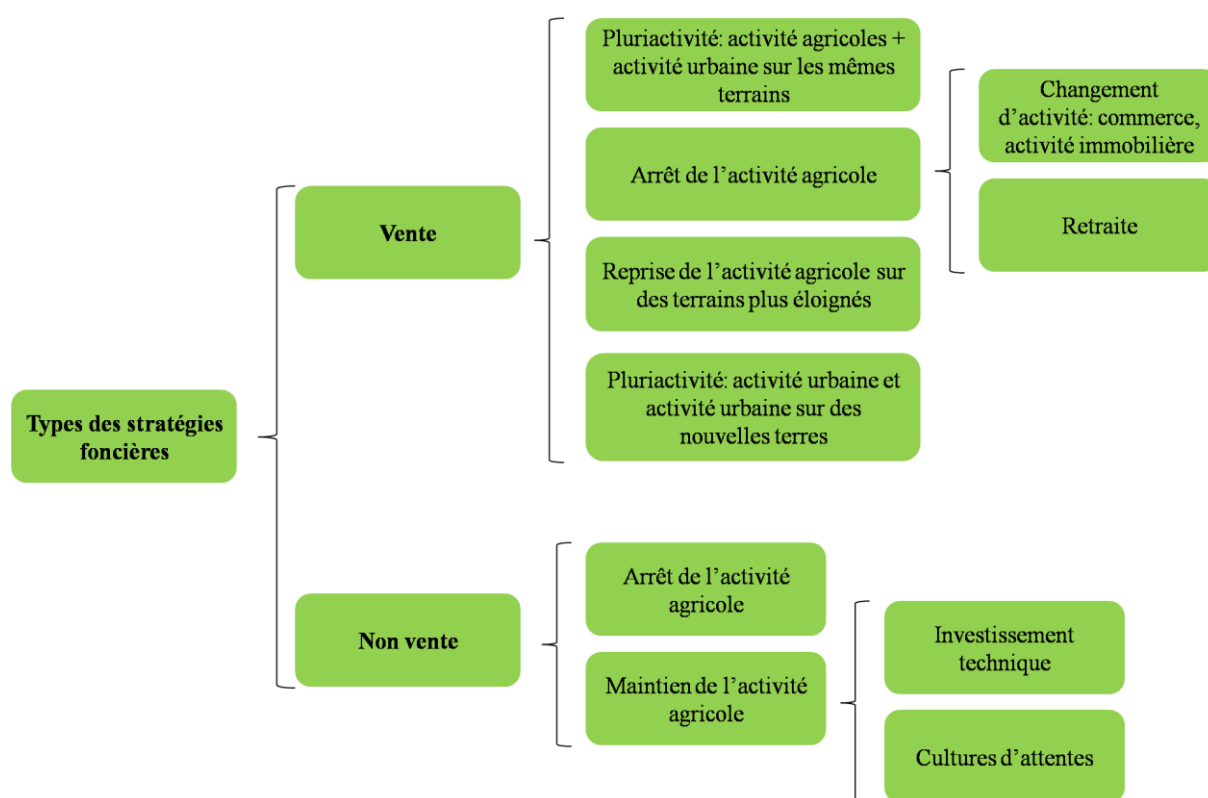 Pluriactivité: activité agricoles +
activité urbaine sur les mêmes
terrains
Changement
d’activité: commerce,
activité immobilière
Arrêt de l’activité agricole
Retraite
Vente
Reprise de l’activité agricole sur
des terrains plus éloignés
Pluriactivité: activité urbaine et
activité urbaine sur des
nouvelles terres
Types des stratégies
foncières
Arrêt de l’activité
agricole
Non vente
Investissement
technique
Maintien de l’activité
agricole
Cultures d’attentes